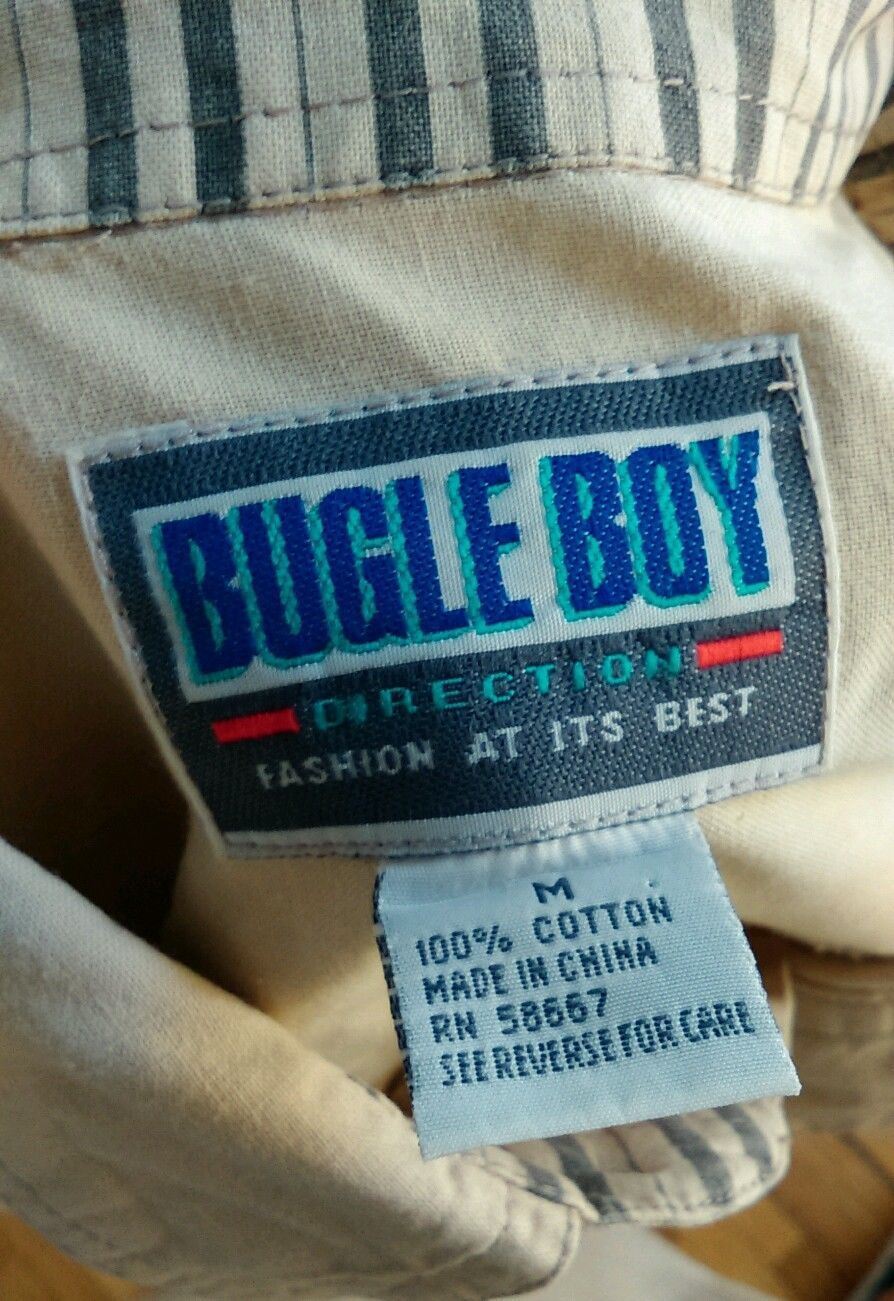 BUGLE BOY
DIRECTION
FASHION AT ITS BEST
M
100% COTTON
MADE IN CHINA
RN 58667
SEE REVERSE FOR CARE